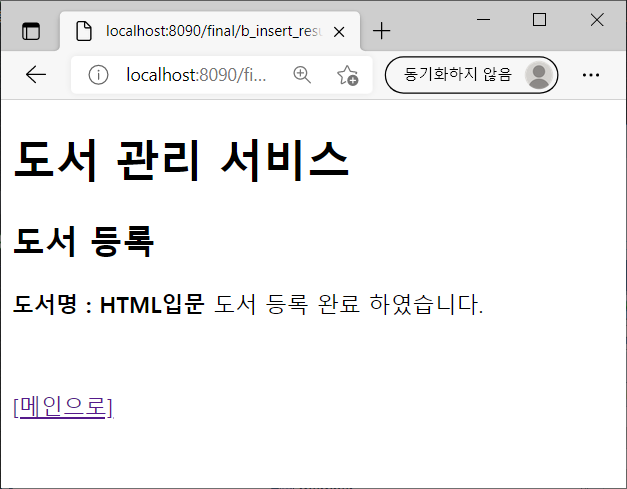 localhost:8090/final/b_insert_resu
localhost:8090/fi...
동기화하지 않음
도서 관리 서비스
도서 등록
도서명 : HTML입문 도서 등록 완료 하였습니다.
[메인으로]